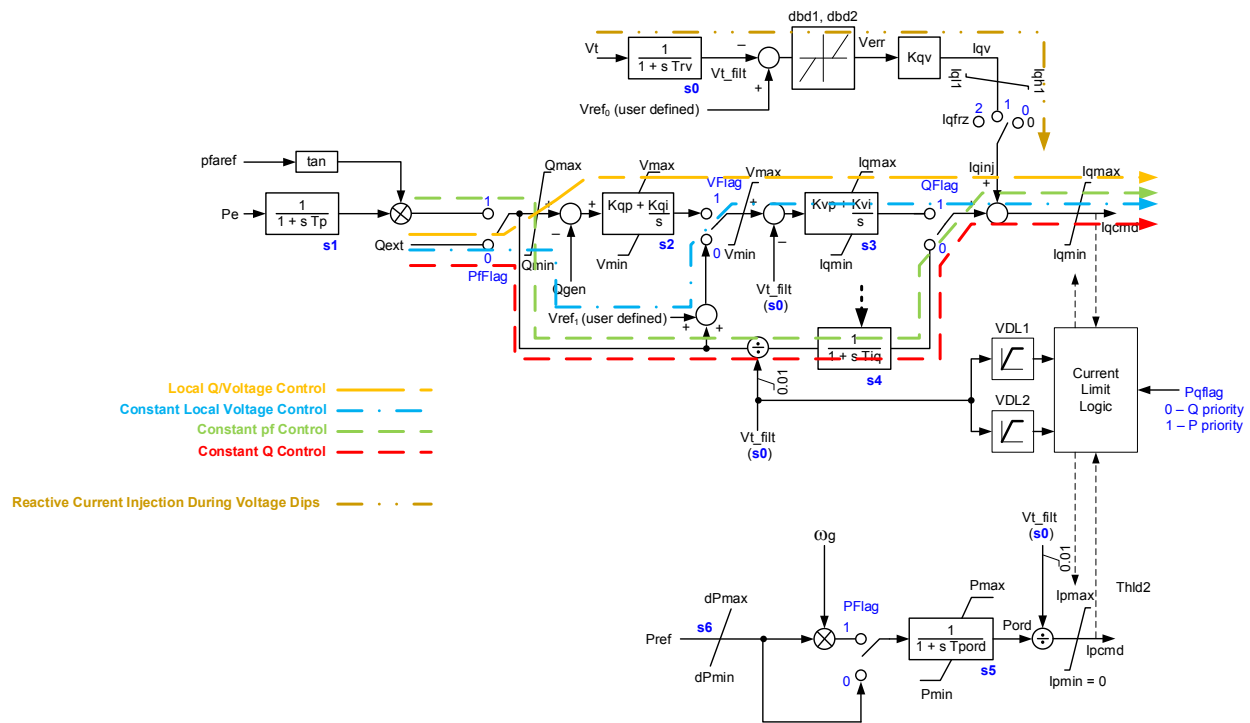 dbd1, dbd2
Vt
1
1 + s Trv
s0
Vt_filt
−
+
Verr
Kqv
Iqv
Iql1
Iqh1
Vref0 (user defined)
Iqfrz
2
1
0
0
pfaref
tan
Pe
1
1 + s Tp
s1
Qext
1
0
PfFlag
Qmax
Qmin
+
−
Qgen
+
Vmax
Kqp + Kqi
s
s2
Vmin
VFlag
1
0
Vmax
Vmin
+
−
Vt_filt
(s0)
+
Iqmax
Kvp + Kvi
s
s3
Iqmin
QFlag
1
0
Iqinj
+
+
Iqmax
Iqmin
Iqcmd
Vref1 (user defined)
+
+
÷
0.01
1
1 + s Tiq
s4
Vt_filt
(s0)
VDL1
VDL2
Current
Limit
Logic
Pqflag
0 – Q priority
1 – P priority
Local Q/Voltage Control
Constant Local Voltage Control
Constant pf Control
Constant Q Control
Reactive Current Injection During Voltage Dips
Pref
s6
dPmax
dPmin
ωg
PFlag
1
0
Pmax
1
1 + s Tpord
s5
Pmin
Pord
Vt_filt
(s0)
0.01
÷
Ipmax
Thld2
Ipcmd
Ipmin = 0